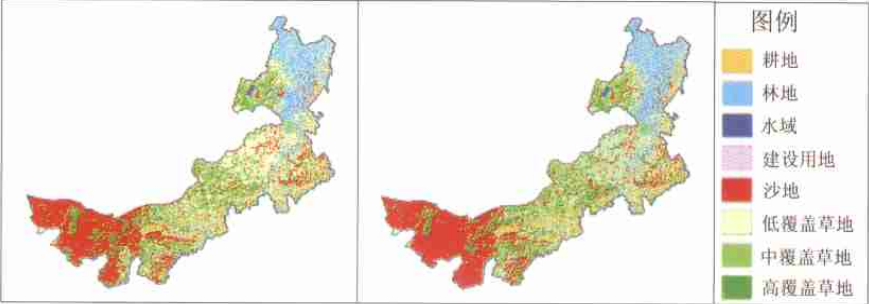 图例
耕地
林地
水域
建设用地
沙地
低覆盖草地
中覆盖草地
高覆盖草地